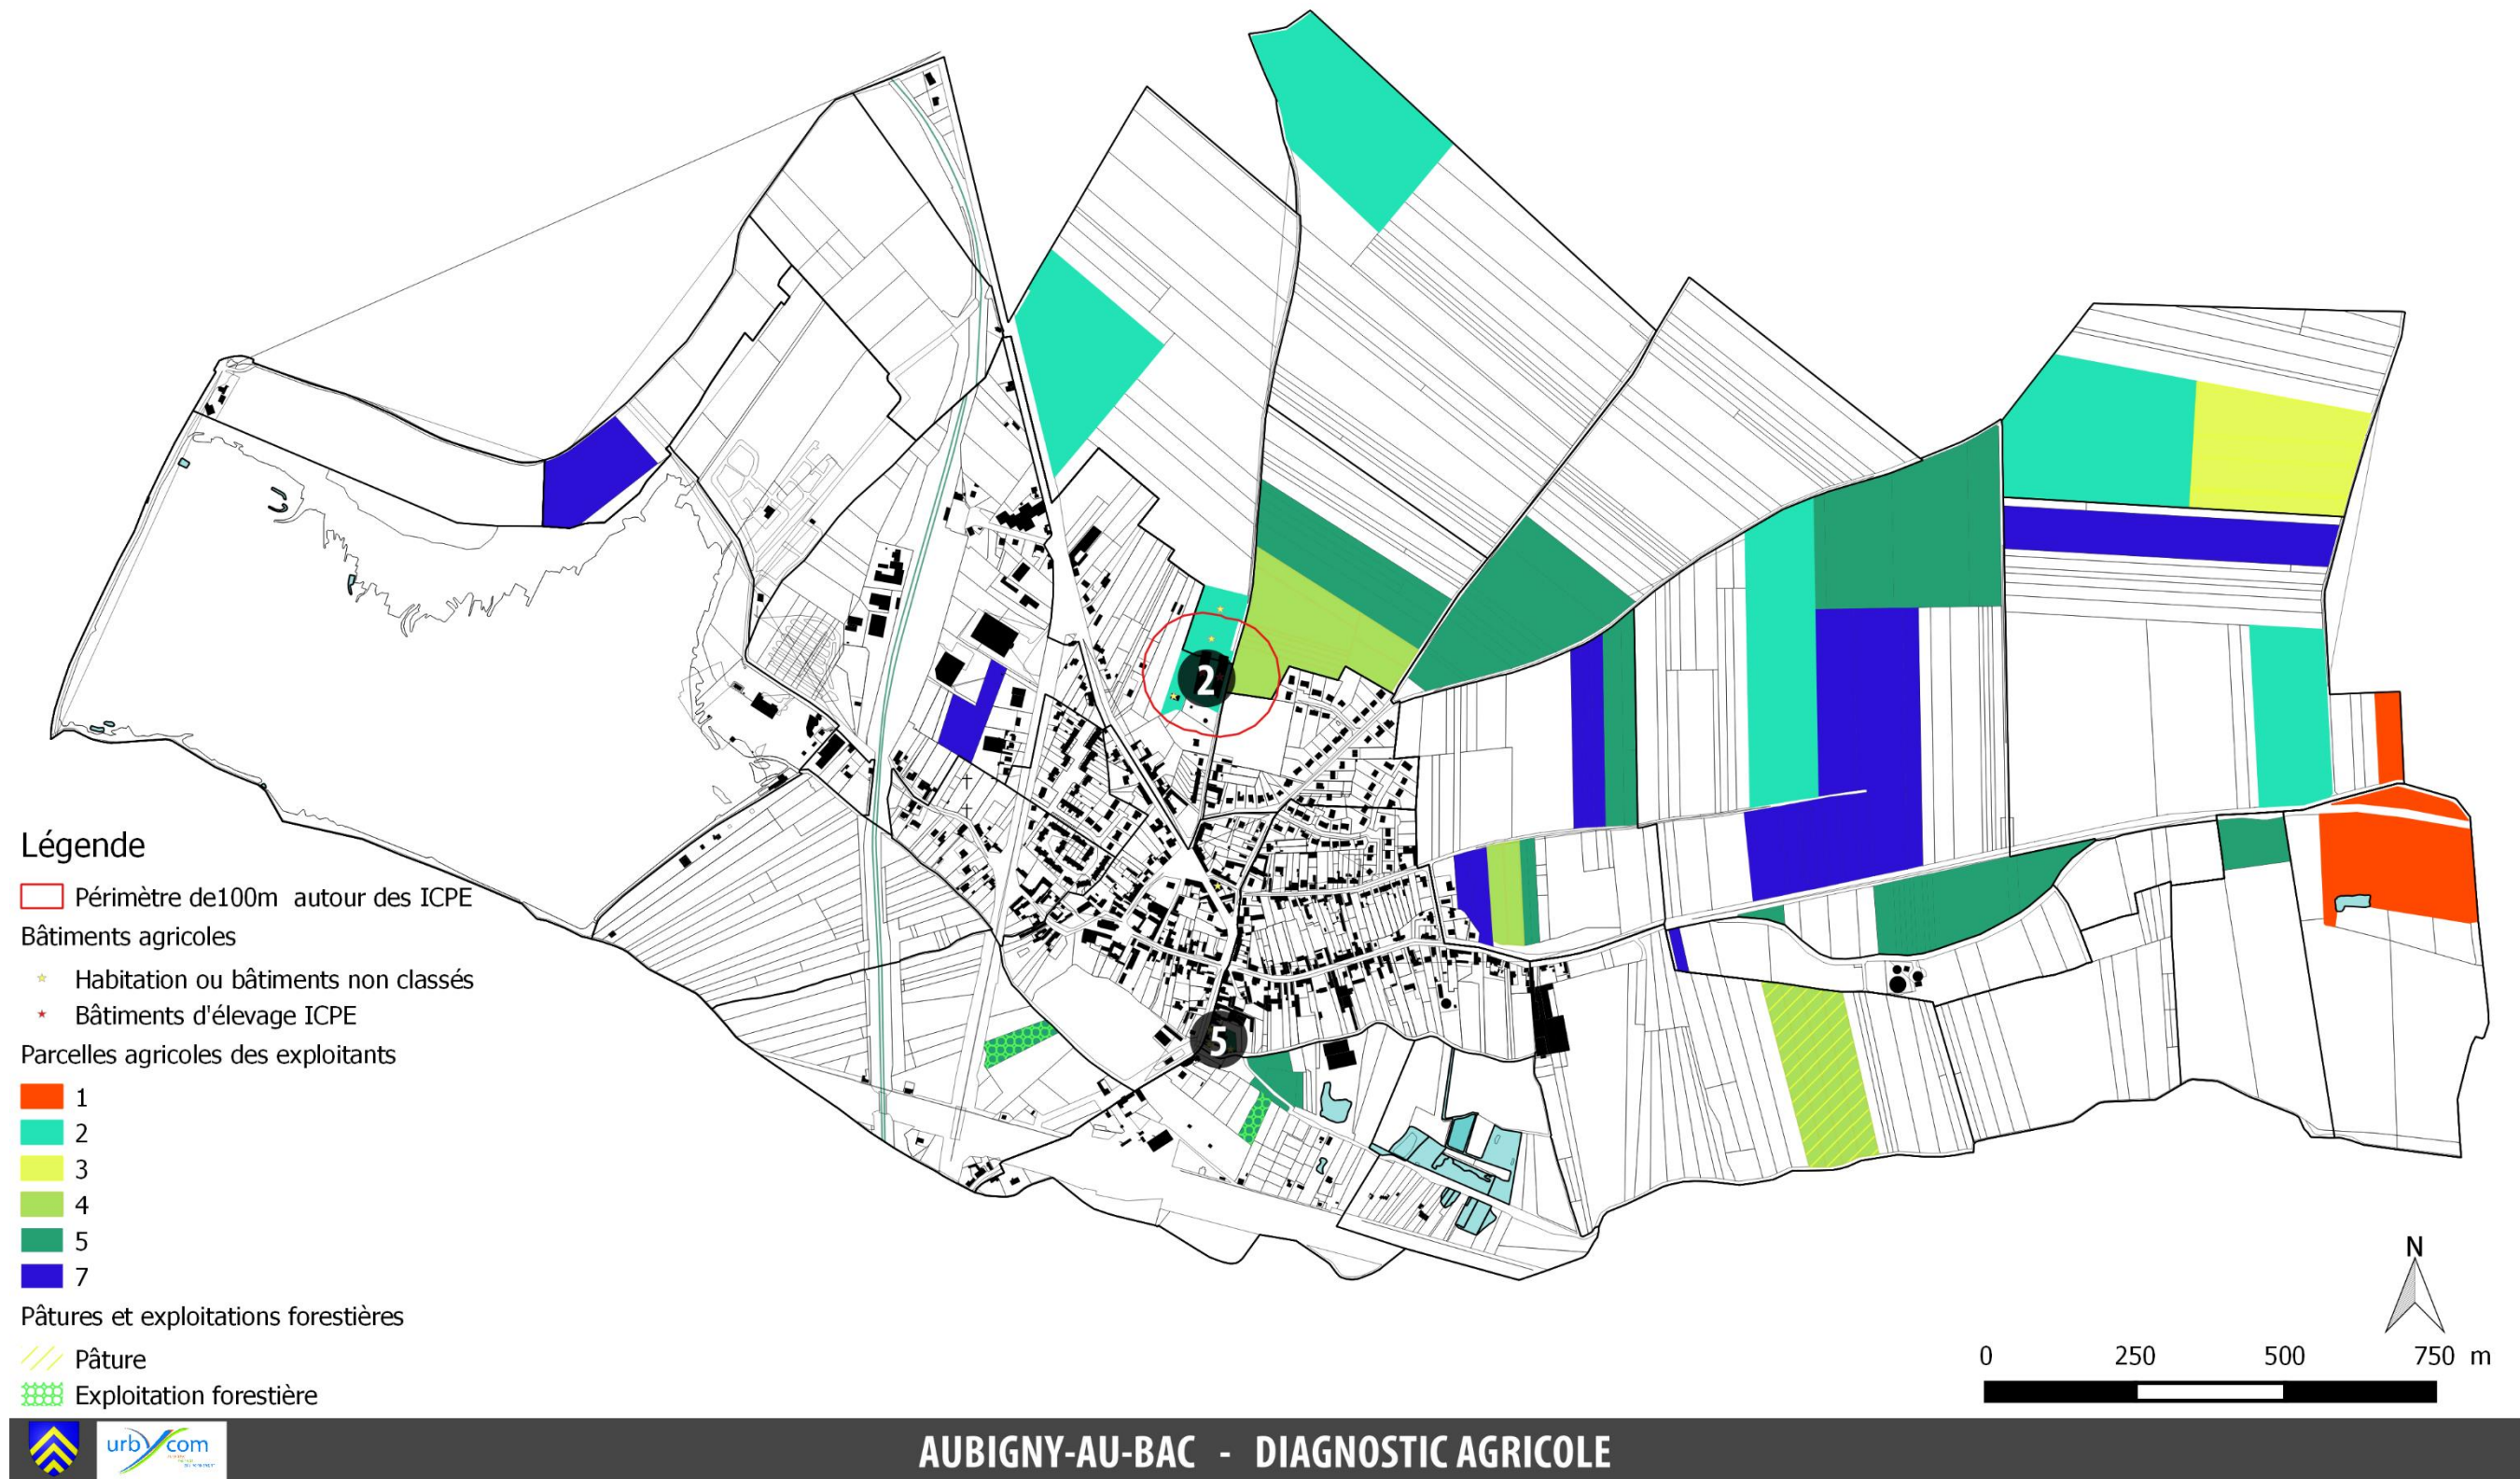 2
5
Légende
Périmètre de100m autour des ICPE
Bâtiments agricoles
Habitation ou bâtiments non classés
Bâtiments d'élevage ICPE
Parcelles agricoles des exploitants
1
2
3
4
5
7
Pâtures et exploitations forestières
Pâture
Exploitation forestière
N
0 250 500 750 m
urbycom
AUBIGNY-AU-BAC - DIAGNOSTIC AGRICOLE